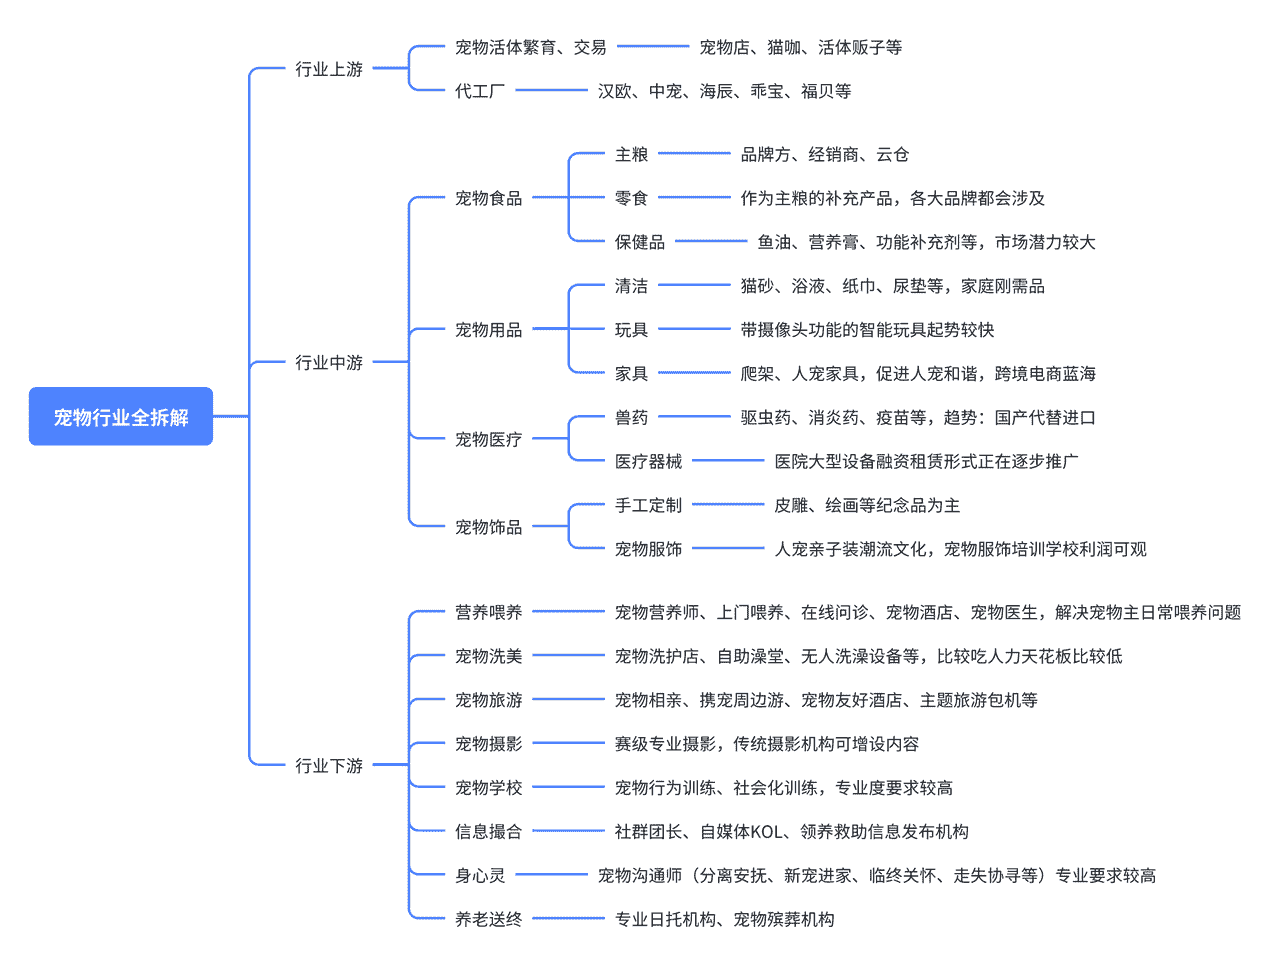 宠物行业全拆解
行业上游
宠物活体繁育、交易
宠物店、猫咖、活体贩子等
代工厂
汉欧、中宠、海辰、乖宝、福贝等
行业中游
宠物食品
主粮
品牌方、经销商、云仓
零食
作为主粮的补充产品，各大品牌都会涉及
保健品
鱼油、营养膏、功能补充剂等，市场潜力较大
宠物用品
清洁
猫砂、浴液、纸巾、尿垫等，家庭刚需品
玩具
带摄像头功能的智能玩具起势较快
家具
爬架、人宠家具，促进人宠和谐，跨境电商蓝海
宠物医疗
兽药
驱虫药、消炎药、疫苗等，趋势：国产代替进口
医疗器械
医院大型设备融资租赁形式正在逐步推广
宠物饰品
手工定制
皮雕、绘画等纪念品为主
宠物服饰
人宠亲子装潮流文化，宠物服饰培训学校利润可观
行业下游
营养喂养
宠物营养师、上门喂养、在线问诊、宠物酒店、宠物医生，解决宠物主日常喂养问题
宠物洗美
宠物洗护店、自助澡堂、无人洗澡设备等，比较吃人力天花板比较低
宠物旅游
宠物相亲、携宠周边游、宠物友好酒店、主题旅游包机等
宠物摄影
赛级专业摄影，传统摄影机构可增设内容
宠物学校
宠物行为训练、社会化训练，专业度要求较高
信息撮合
社群团长、自媒体KOL、领养救助信息发布机构
身心灵
宠物沟通师（分离安抚、新宠进家、临终关怀、走失协寻等）专业要求较高
养老送终
专业日托机构、宠物殡葬机构